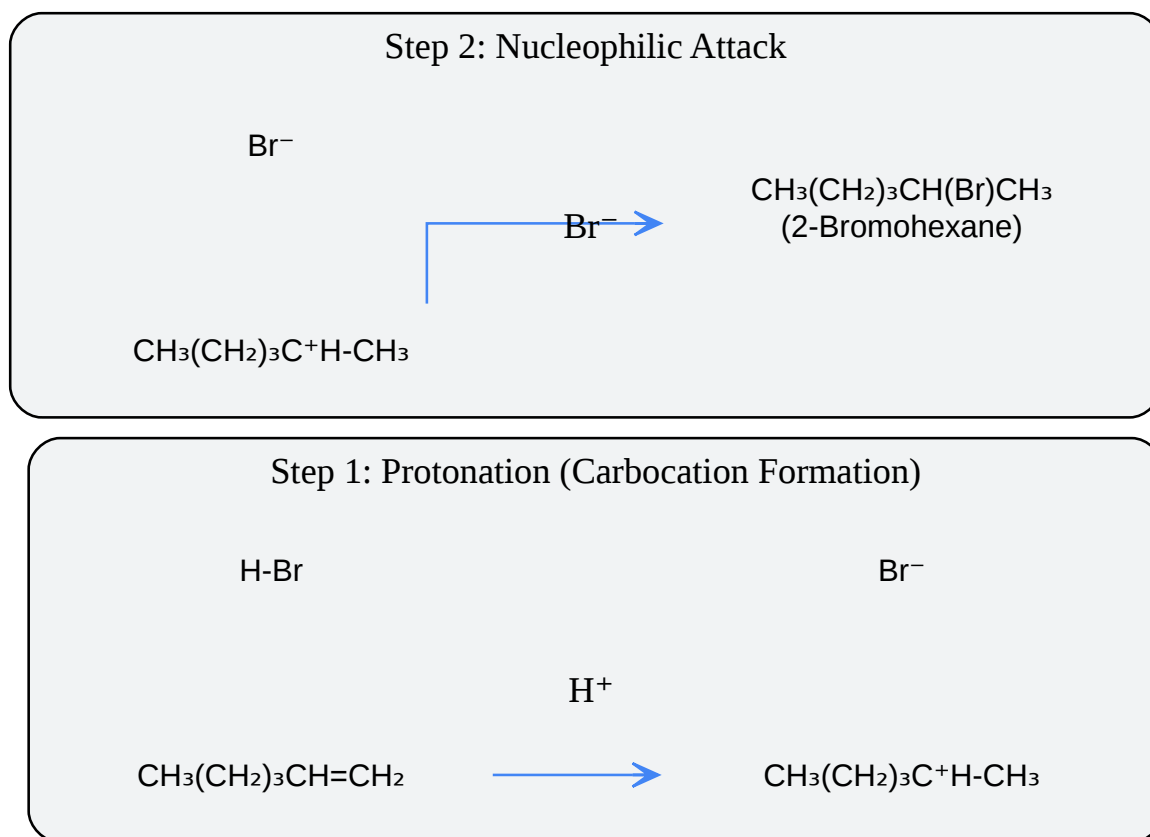 Step 2: Nucleophilic Attack
Br⁻
CH₃(CH₂)₃CH(Br)CH₃
(2-Bromohexane)
Br⁻
CH₃(CH₂)₃C⁺H-CH₃
Step 1: Protonation (Carbocation Formation)
H-Br
Br⁻
H⁺
CH₃(CH₂)₃CH=CH₂
CH₃(CH₂)₃C⁺H-CH₃